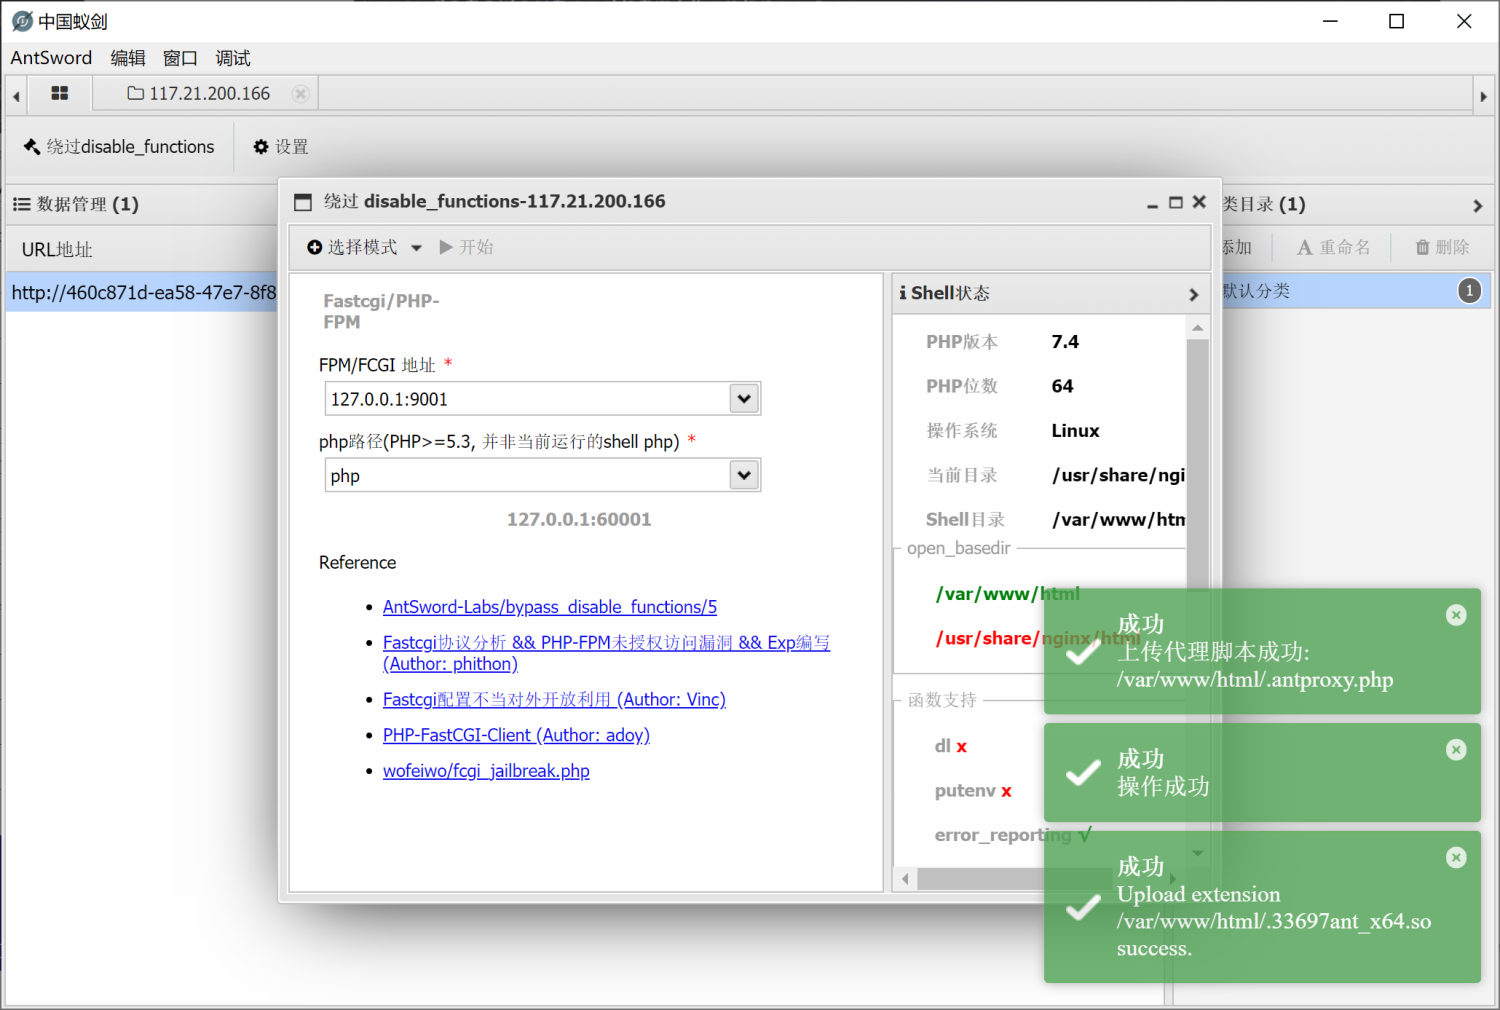 中国蚁剑
AntSword 编辑 窗口 调试
117.21.200.166
绕过disable_functions 设置
数据管理 (1)
URL地址
http://460c871d-ea58-47e7-8f8
绕过 disable_functions-117.21.200.166
选择模式 开始
Fastcgi/PHP-
FPM
FPM/FCGI 地址 *
127.0.0.1:9001
php路径(PHP>=5.3, 并非当前运行的shell php) *
php
127.0.0.1:60001
Reference
• AntSword-Labs/bypass_disable_functions/5
• Fastcgi协议分析 && PHP-FPM未授权访问漏洞 && Exp编写
(Author: phithon)
• Fastcgi配置不当对外开放利用 (Author: Vinc)
• PHP-FastCGI-Client (Author: adoy)
• wofeiwo/fcgi_jailbreak.php
Shell状态
PHP版本 7.4
PHP位数 64
操作系统 Linux
当前目录 /usr/share/ngi
Shell目录 /var/www/htm
open_basedir
/var/www/html
/usr/share/nginx/html
函数支持
dl x
putenv x
error_reporting √
类目录 (1)
添加 重命名 删除
默认分类 1
成功
上传代理脚本成功:
/var/www/html/.antproxy.php
成功
操作成功
成功
Upload extension
/var/www/html/.33697ant_x64.so
success.